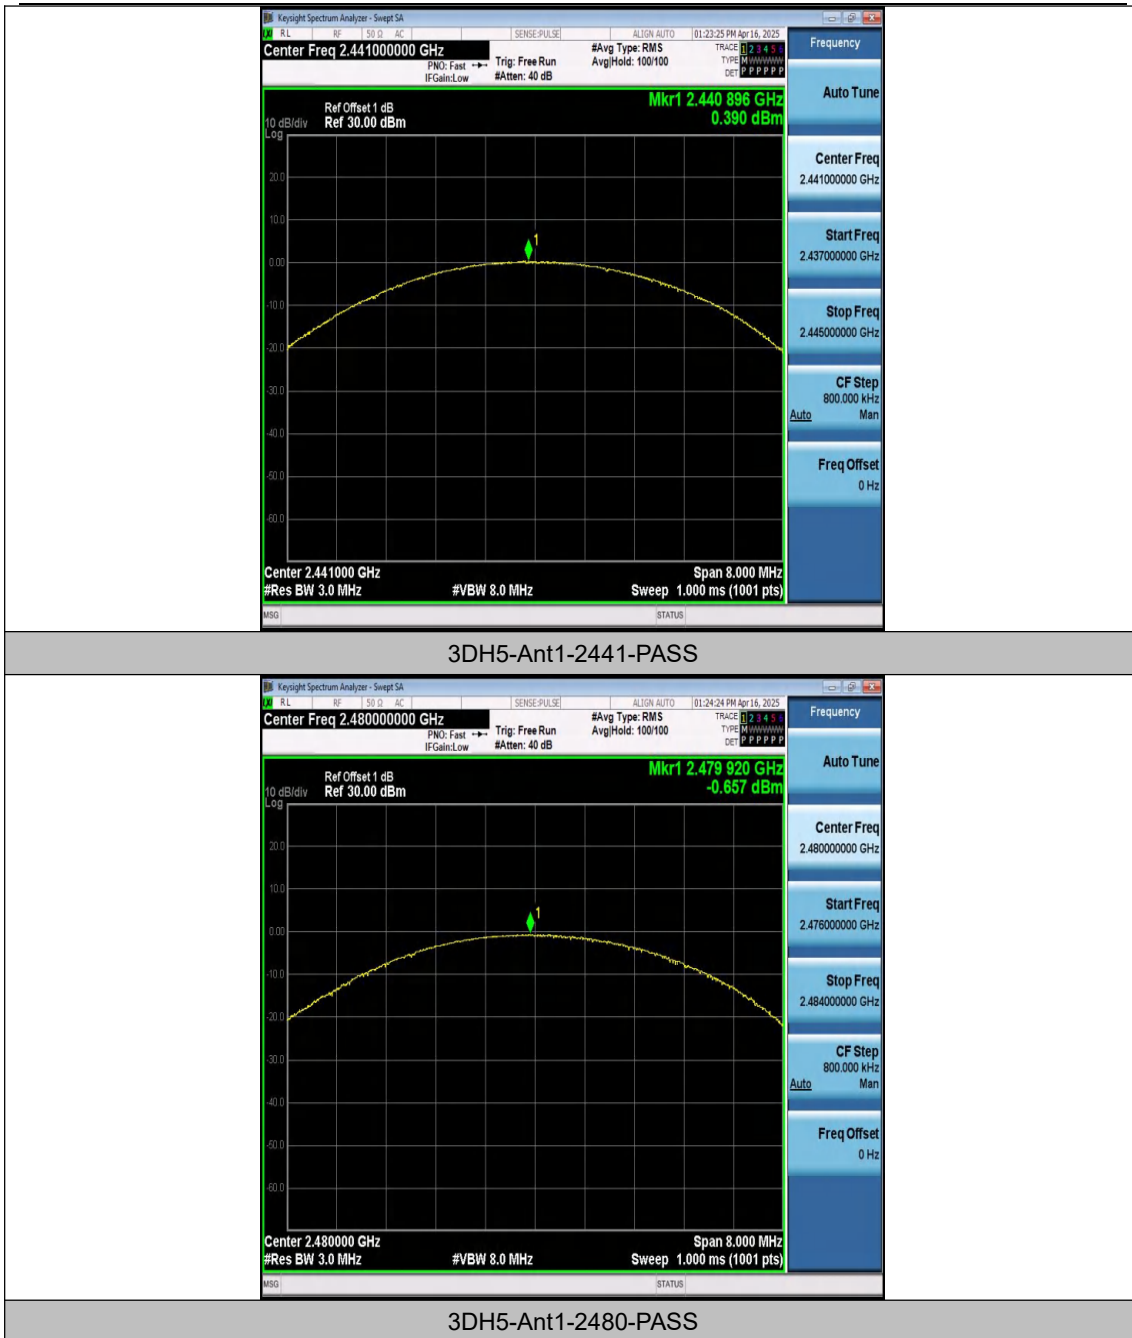 Keysight Spectrum Analyzer - Swept SA
RL RF 50 Ω AC SENSE:PULSE ALIGN AUTO 01:23:25 PM Apr 16, 2025
Center Freq 2.441000000 GHz
#Avg Type: RMS
TRACE 1 2 3 4 5 6
PNO: Fast
Trig: Free Run
Avg|Hold: 100/100
TYPE M WWWWW
IFGain:Low
#Atten: 40 dB
DET P P P P P P
Frequency
Mkr1 2.440 896 GHz
0.390 dBm
Ref Offset 1 dB
10 dB/div Ref 30.00 dBm
Log
20.0
10.0
0.00
-10.0
-20.0
-30.0
-40.0
-50.0
-60.0
1
Center 2.441000 GHz Span 8.000 MHz
#Res BW 3.0 MHz #VBW 8.0 MHz Sweep 1.000 ms (1001 pts)
Auto Tune
Center Freq
2.441000000 GHz
Start Freq
2.437000000 GHz
Stop Freq
2.445000000 GHz
CF Step
800.000 kHz
Auto Man
Freq Offset
0 Hz
MSG STATUS
3DH5-Ant1-2441-PASS
Keysight Spectrum Analyzer - Swept SA
RL RF 50 Ω AC SENSE:PULSE ALIGN AUTO 01:24:24 PM Apr 16, 2025
Center Freq 2.480000000 GHz
#Avg Type: RMS
TRACE 1 2 3 4 5 6
PNO: Fast
Trig: Free Run
Avg|Hold: 100/100
TYPE M WWWWW
IFGain:Low
#Atten: 40 dB
DET P P P P P P
Frequency
Mkr1 2.479 920 GHz
-0.657 dBm
Ref Offset 1 dB
10 dB/div Ref 30.00 dBm
Log
20.0
10.0
0.00
-10.0
-20.0
-30.0
-40.0
-50.0
-60.0
1
Center 2.480000 GHz Span 8.000 MHz
#Res BW 3.0 MHz #VBW 8.0 MHz Sweep 1.000 ms (1001 pts)
Auto Tune
Center Freq
2.480000000 GHz
Start Freq
2.476000000 GHz
Stop Freq
2.484000000 GHz
CF Step
800.000 kHz
Auto Man
Freq Offset
0 Hz
MSG STATUS
3DH5-Ant1-2480-PASS